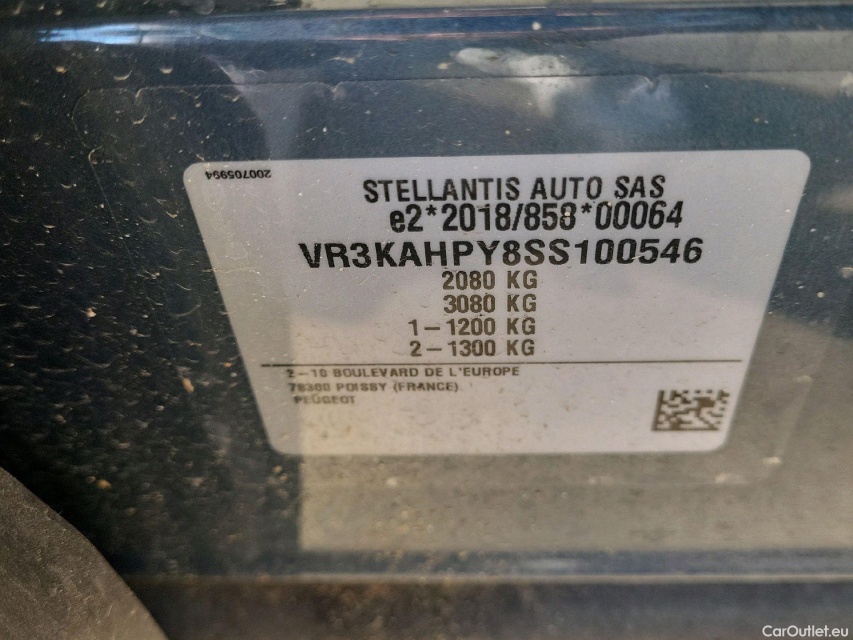 200705954
STELLANTIS AUTO SAS
e2*2018/858*00064
VR3KAHPY8SS100546
2080 KG
3080 KG
1-1200 KG
2-1300 KG
2-10 BOULEVARD DE L'EUROPE
78300 POISSY (FRANCE)
PEUGEOT
CarOutlet.eu